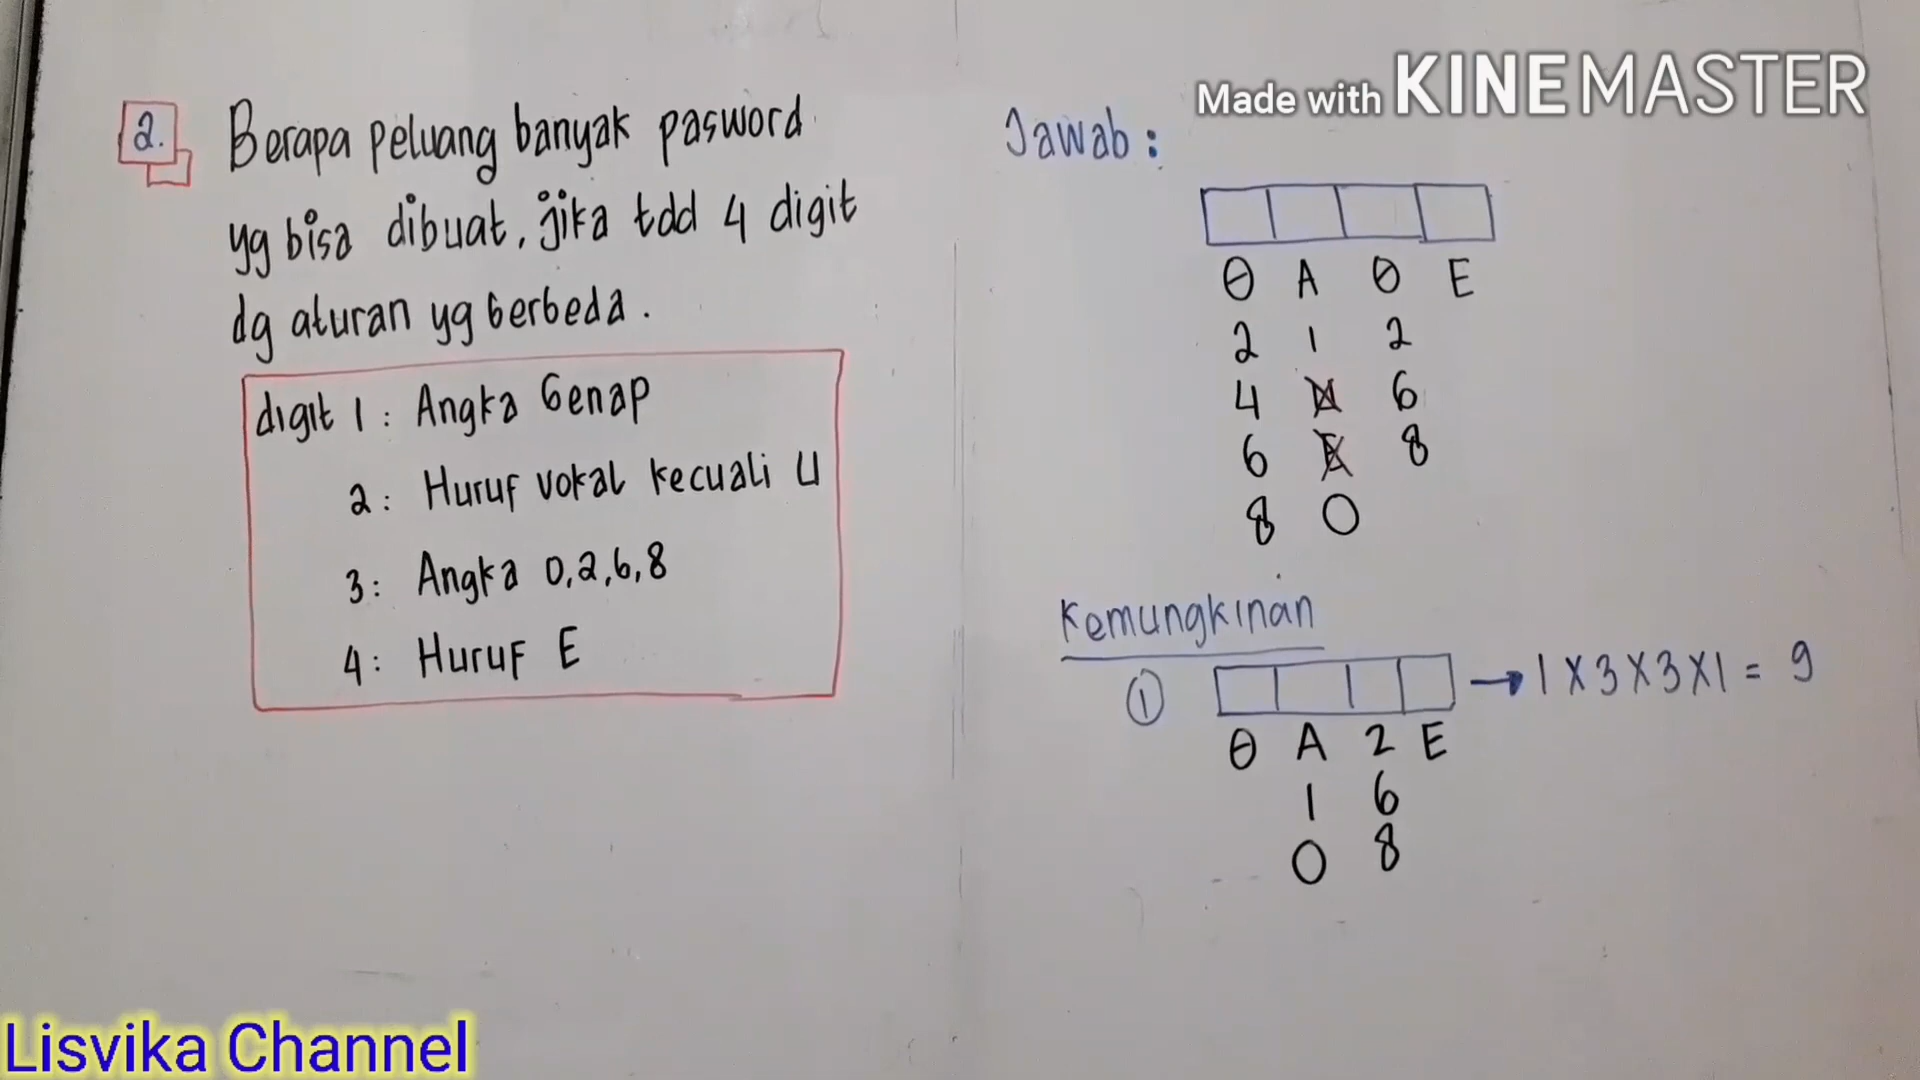 2.
Berapa peluang banyak pasword
yg bisa dibuat, jika tdd 4 digit
dg aturan yg berbeda.
digit 1 : Angka Genap
2 : Huruf vokal kecuali U
3 : Angka 0,2,6,8
4 : Huruf E
Made with KINEMASTER
Jawab :
0 A 0 E
2 1 2
4 6
6 E 8
8 O
Kemungkinan
1 → 1 X 3 X 3 X 1 = 9
0 A 2 E
1 6
O 8
Lisvika Channel